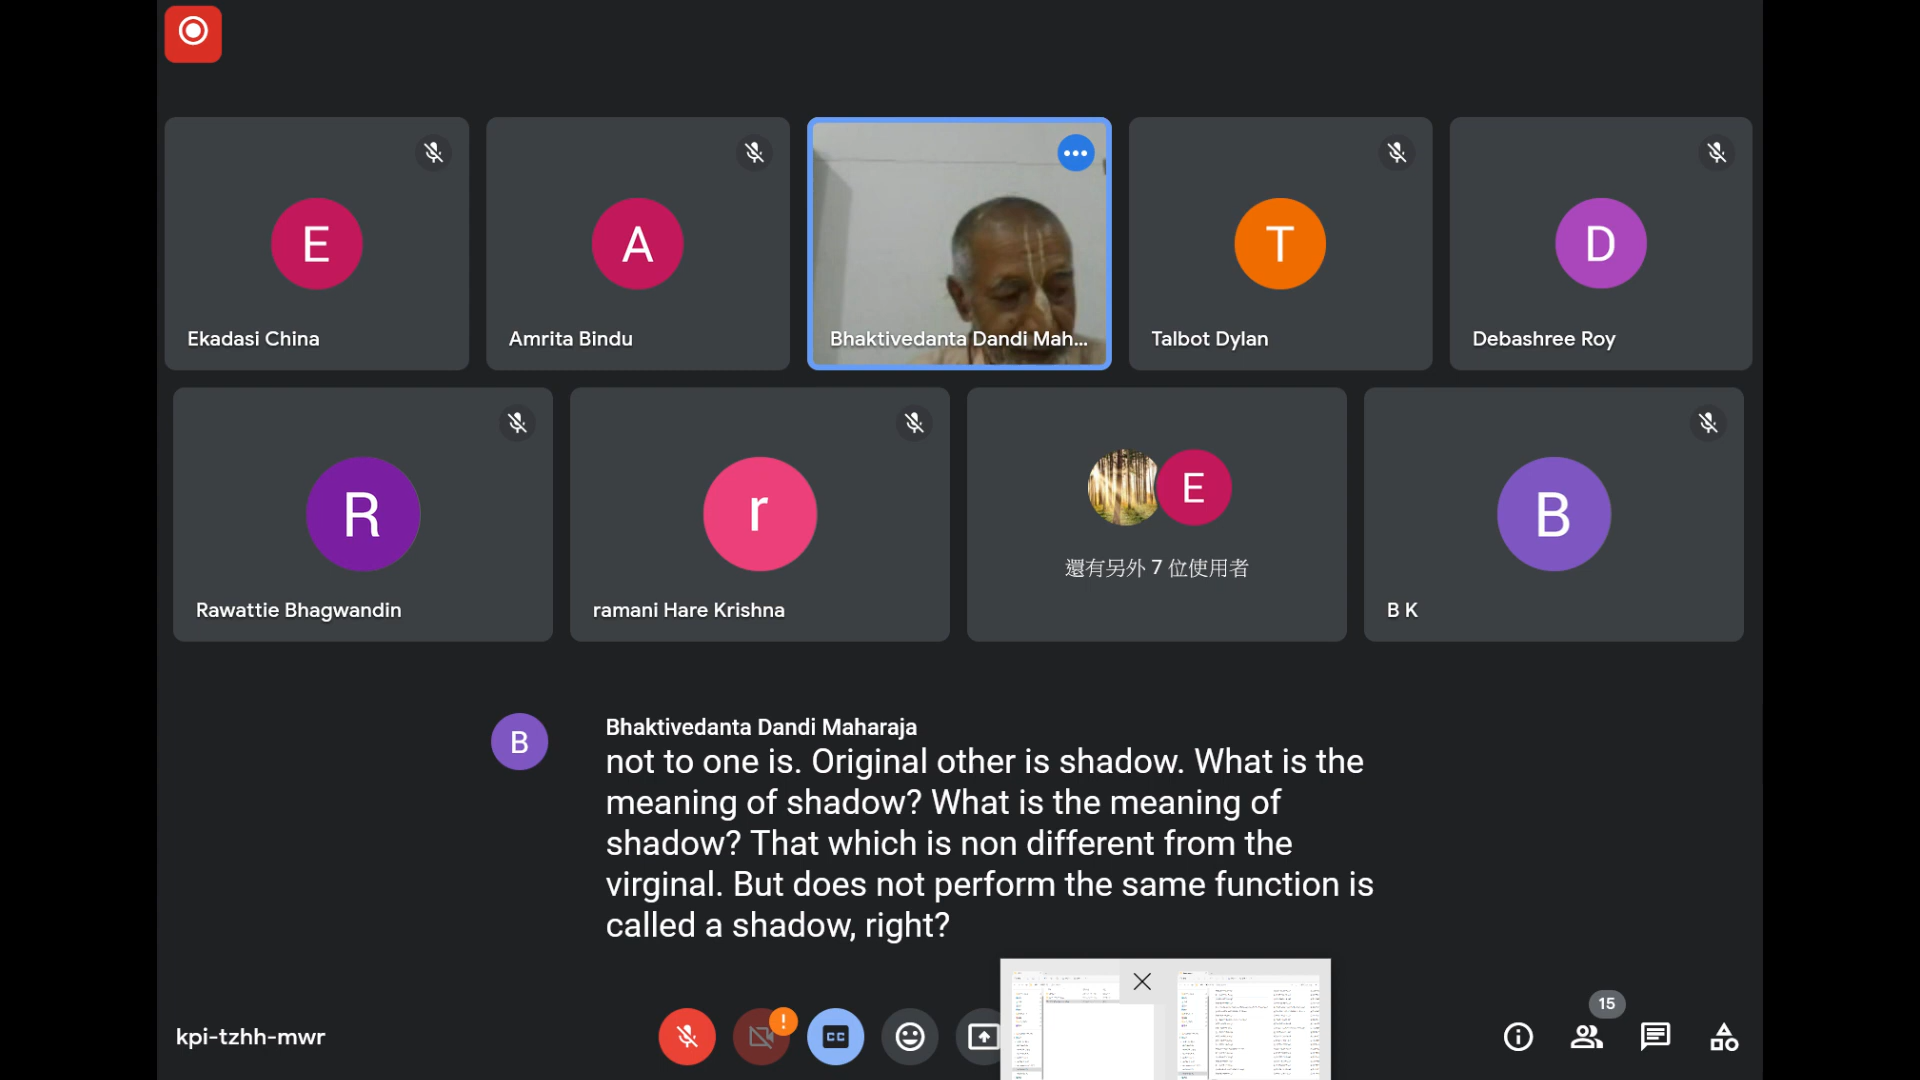 E
A
T
D
Ekadasi China
Amrita Bindu
Bhaktivedanta Dandi Mah...
Talbot Dylan
Debashree Roy
R
r
E
B
還有另外 7 位使用者
Rawattie Bhagwandin
ramani Hare Krishna
B K
B
Bhaktivedanta Dandi Maharaja
not to one is. Original other is shadow. What is the
meaning of shadow? What is the meaning of
shadow? That which is non different from the
virginal. But does not perform the same function is
called a shadow, right?
kpi-tzhh-mwr
!
CC
15